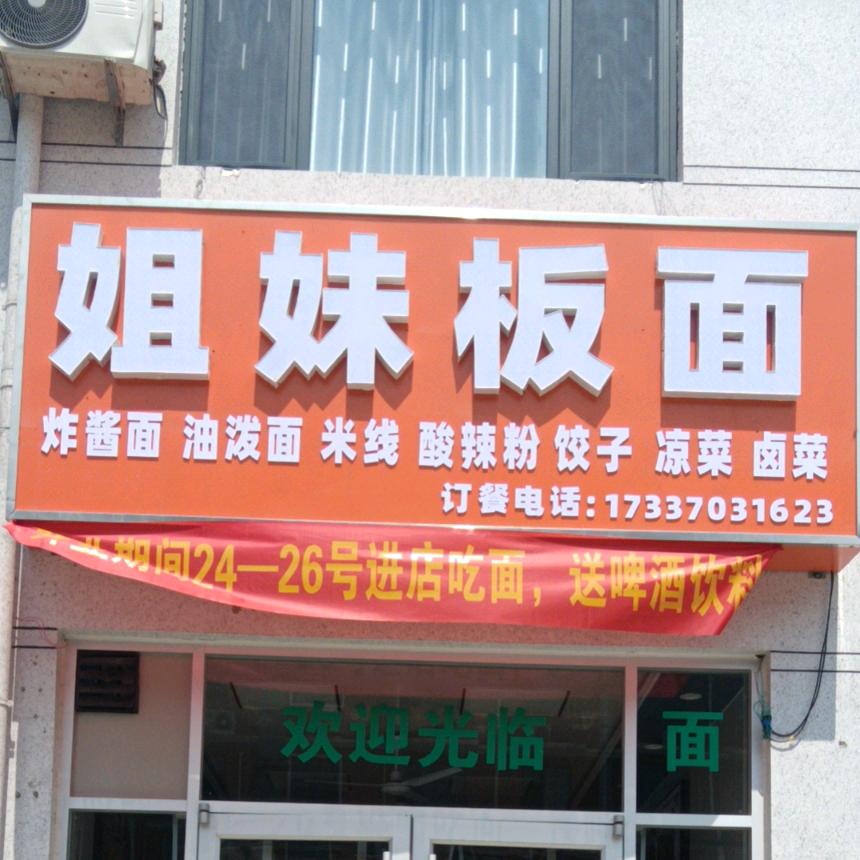 姐妹板面
炸酱面 油泼面 米线 酸辣粉 饺子 凉菜 卤菜
订餐电话:17337031623
期间24—26号进店吃面，送啤酒饮料
欢迎光临
面